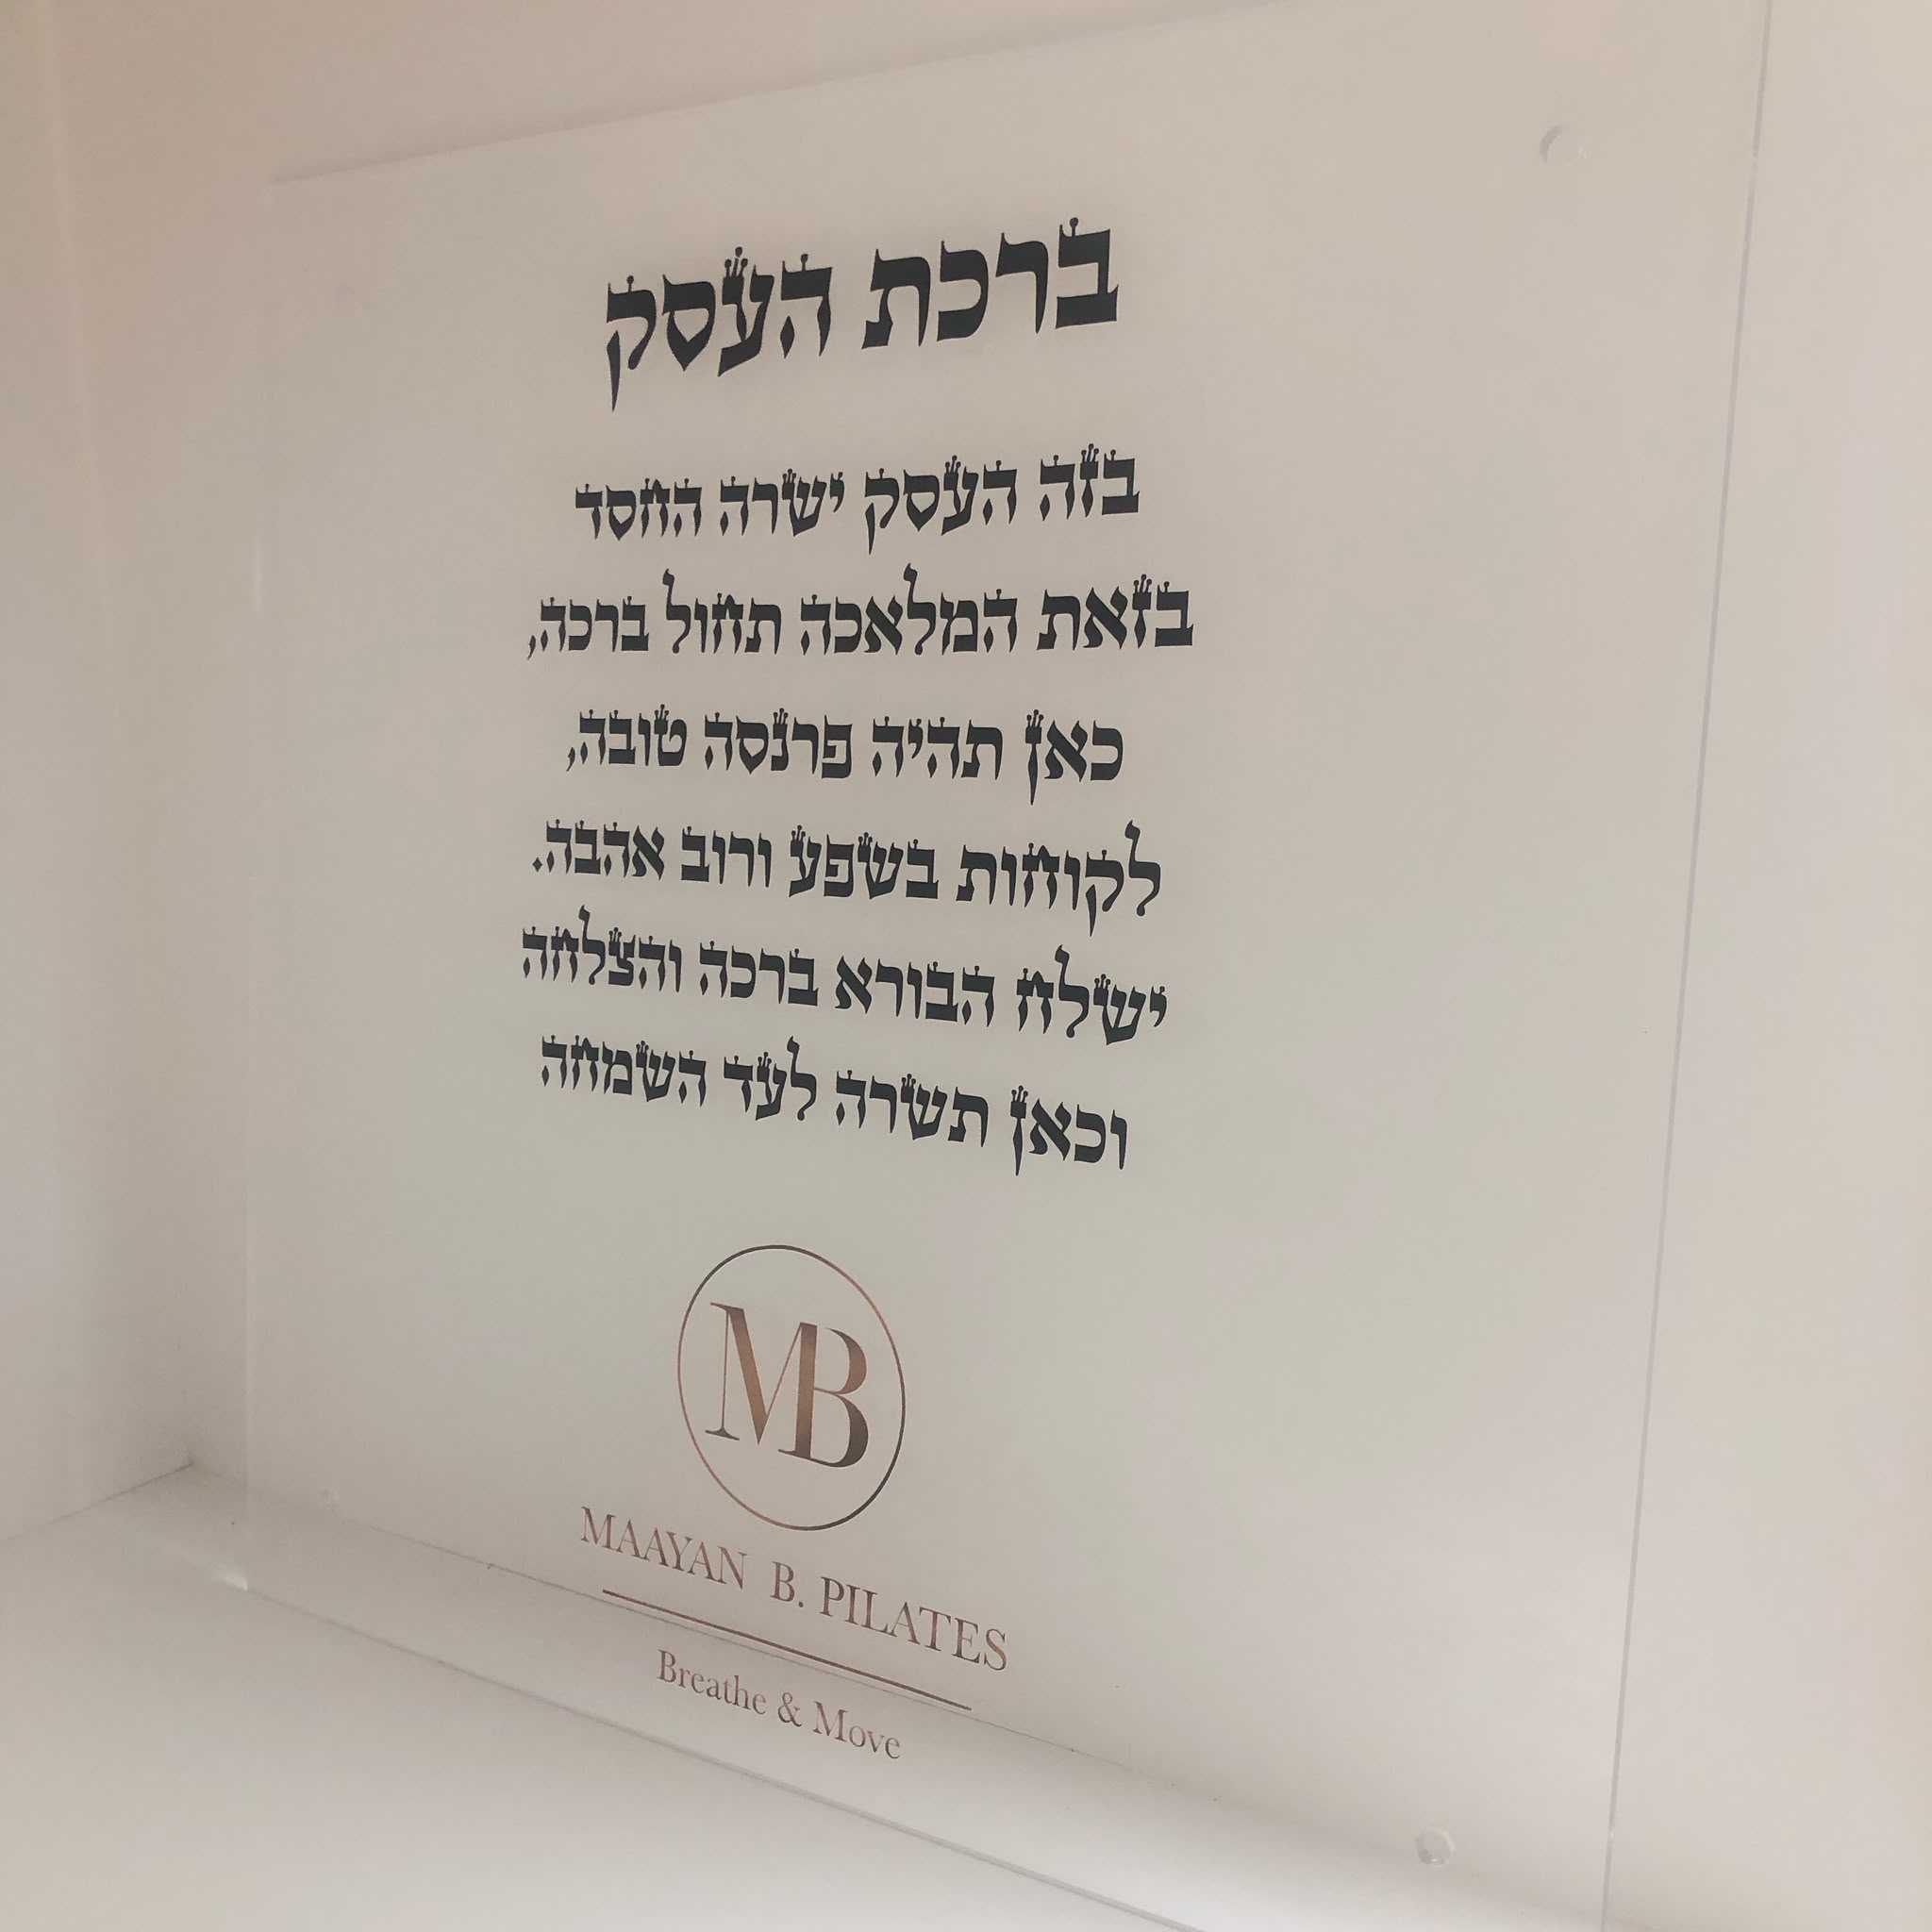 ברכת העסק
בזה העסק ישרה החסד
בזאת המלאכה תחול ברכה,
כאן תהיה פרנסה טובה,
לקוחות בשפע ורוב אהבה.
ישלח הבורא ברכה והצלחה
וכאן תשרה לעד השמחה
MB
MAAYAN B. PILATES
Breathe & Move